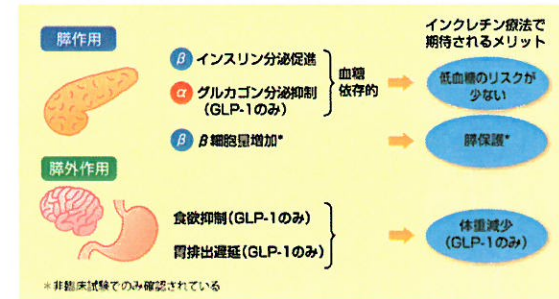 インクレチン療法で
期待されるメリット
膵作用
β インスリン分泌促進
α グルカゴン分泌抑制
(GLP-1のみ)
血糖
依存的
低血糖のリスクが
少ない
β β細胞量増加*
膵保護*
膵外作用
食欲抑制(GLP-1のみ)
胃排出遅延(GLP-1のみ)
体重減少
(GLP-1のみ)
*非臨床試験でのみ確認されている